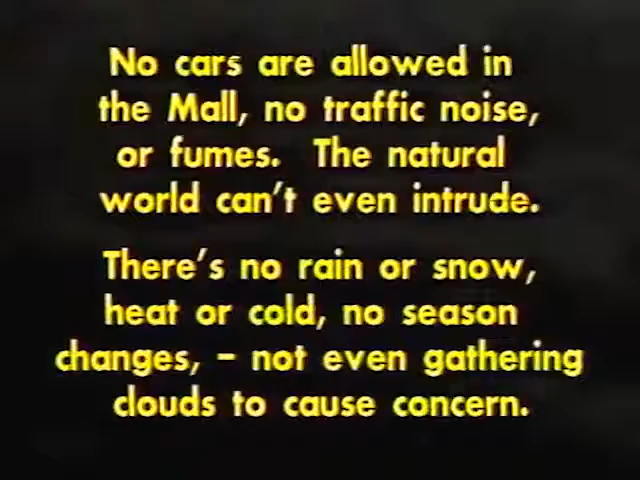 No cars are allowed in
the Mall, no traffic noise,
or fumes. The natural
world can't even intrude.
There's no rain or snow,
heat or cold, no season
changes, – not even gathering
clouds to cause concern.